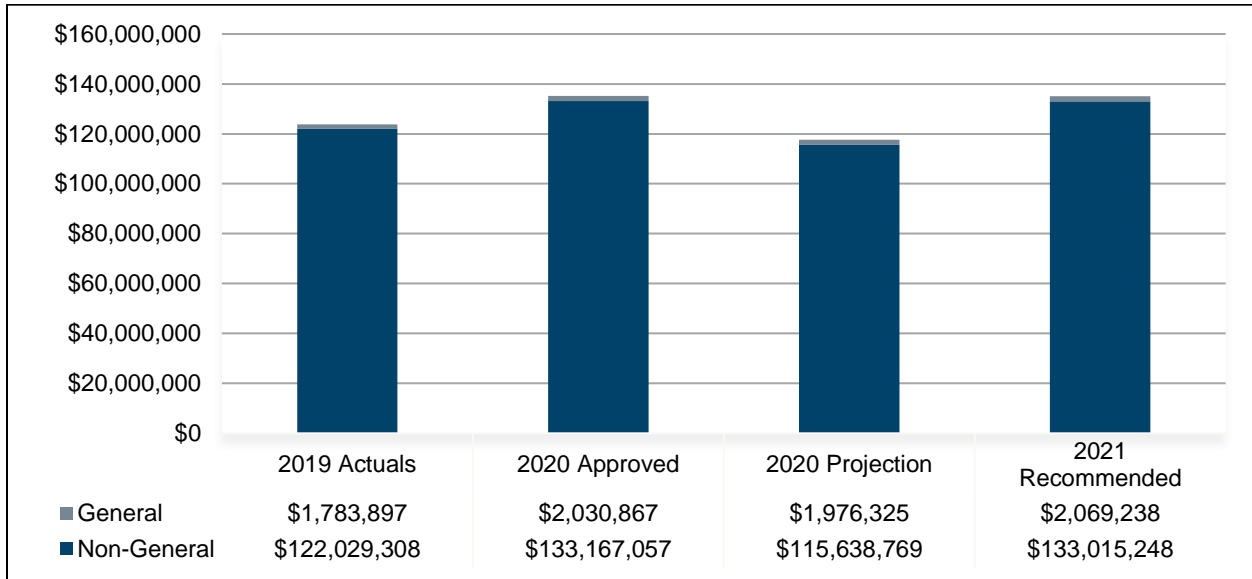 $160,000,000
$140,000,000
$120,000,000
$100,000,000
$80,000,000
$60,000,000
$40,000,000
$20,000,000
$0
2019 Actuals 2020 Approved 2020 Projection 2021
Recommended
General $1,783,897 $2,030,867 $1,976,325 $2,069,238
Non-General $122,029,308 $133,167,057 $115,638,769 $133,015,248